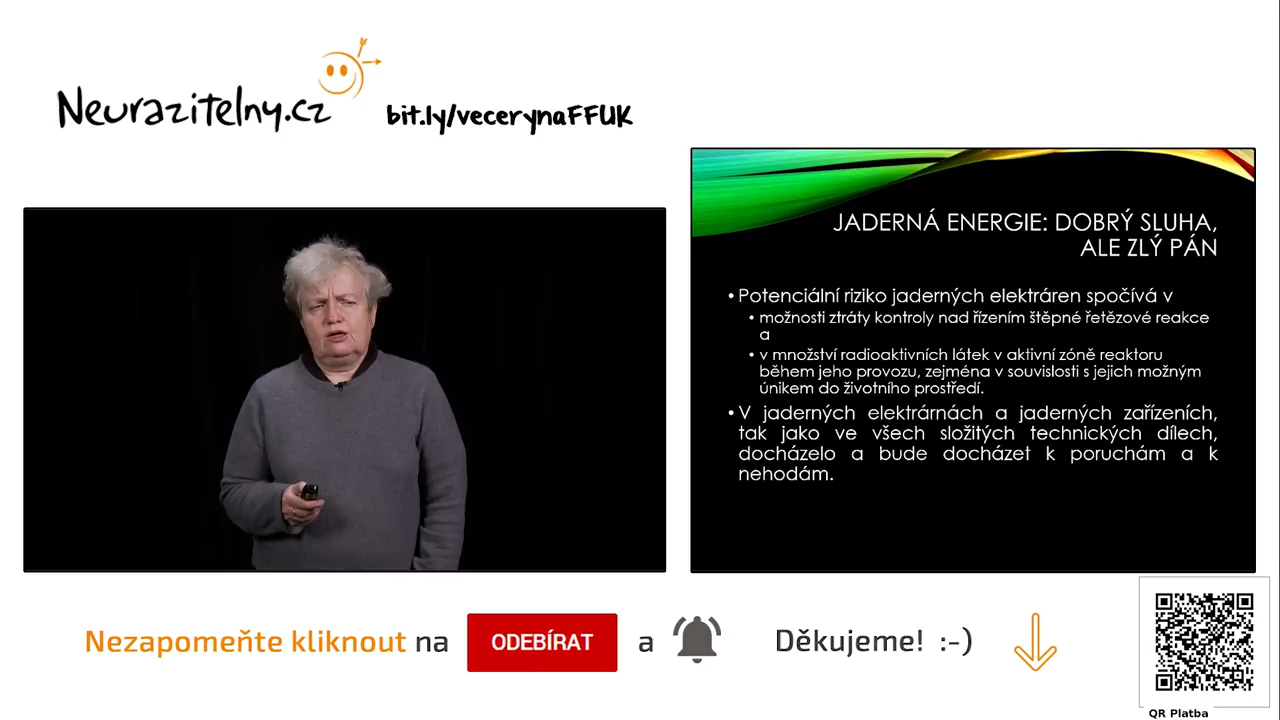 Neurazitelny.cz
bit.ly/vecerynaFFUK
JADERNÁ ENERGIE: DOBRÝ SLUHA,
ALE ZLÝ PÁN
• Potenciální riziko jaderných elektráren spočívá v
• možnosti ztráty kontroly nad řízením štěpné řetězové reakce
a
• v množství radioaktivních látek v aktivní zóně reaktoru
během jeho provozu, zejména v souvislosti s jejich možným
únikem do životního prostředí.
• V jaderných elektrárnách a jaderných zařízeních,
tak jako ve všech složitých technických dílech,
docházelo a bude docházet k poruchám a k
nehodám.
Nezapomeňte kliknout na ODEBÍRAT a Děkujeme! :-)
QR Platba